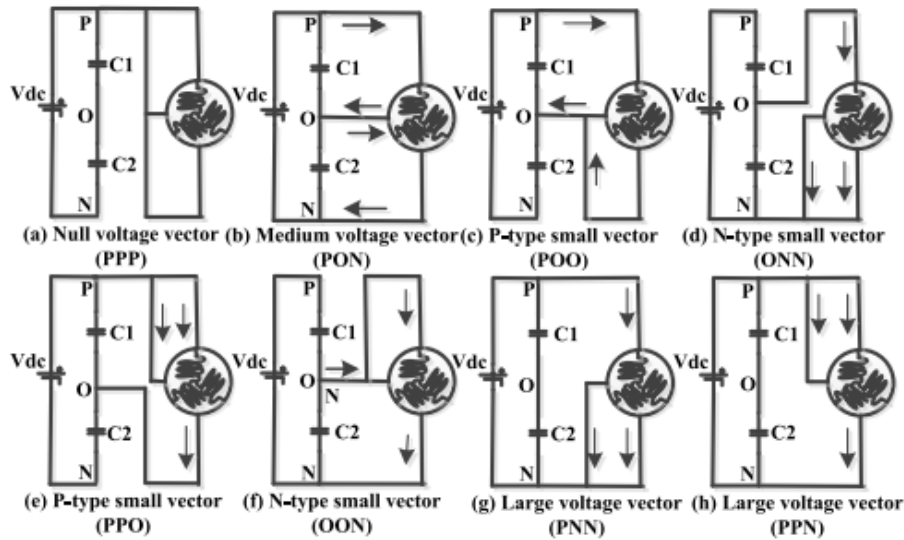 P
C1
Vdc
O
C2
N
(a) Null voltage vector
(PPP)
P
C1
O
C2
N
(b) Medium voltage vector
(PON)
P
C1
O
C2
N
(c) P-type small vector
(POO)
P
C1
Vdc
O
C2
N
(d) N-type small vector
(ONN)
P
C1
Vdc
O
C2
N
(e) P-type small vector
(PPO)
P
C1
Vdc
O
N
C2
N
(f) N-type small vector
(OON)
P
C1
Vdc
O
C2
N
(g) Large voltage vector
(PNN)
P
C1
Vdc
O
C2
N
(h) Large voltage vector
(PPN)